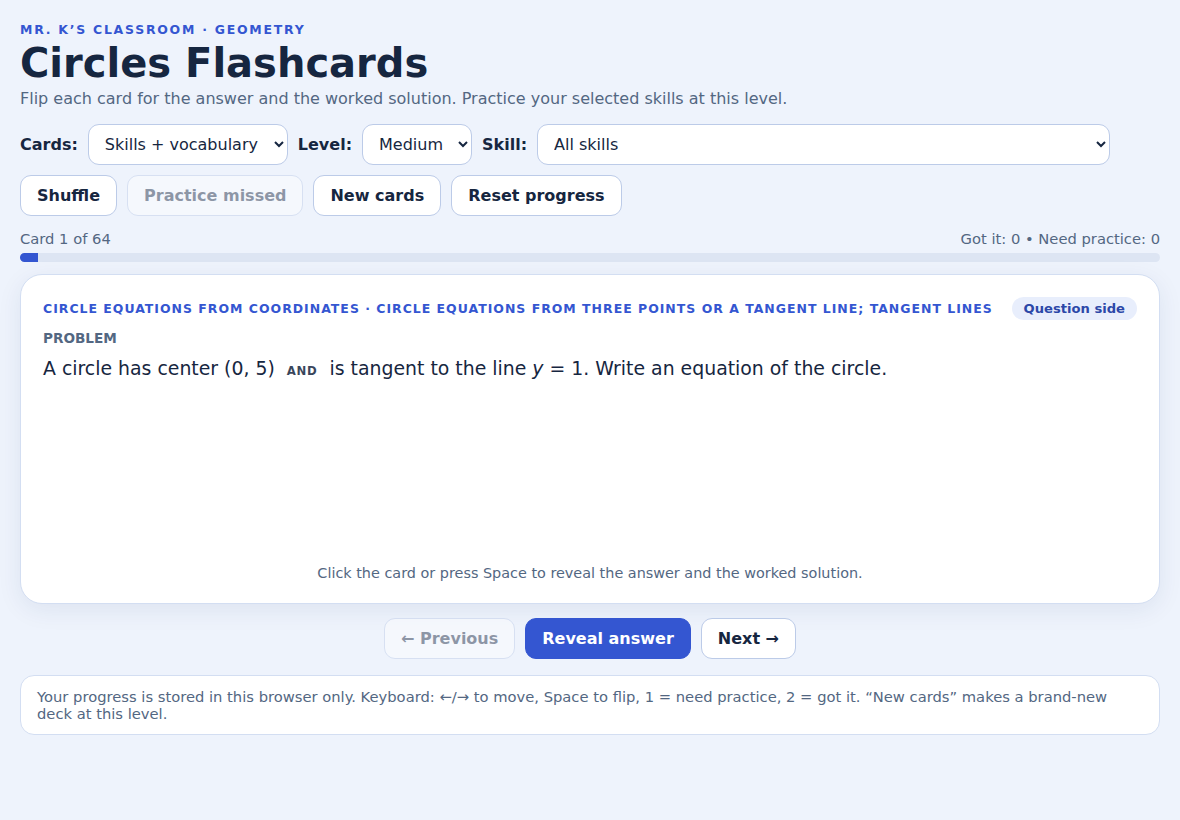 MR. K’S CLASSROOM · GEOMETRY
Circles Flashcards
Flip each card for the answer and the worked solution. Practice your selected skills at this level.
Cards: Skills + vocabulary Level: Medium Skill: All skills
Shuffle Practice missed New cards Reset progress
Card 1 of 64 Got it: 0 • Need practice: 0
CIRCLE EQUATIONS FROM COORDINATES · CIRCLE EQUATIONS FROM THREE POINTS OR A TANGENT LINE; TANGENT LINES Question side
PROBLEM
A circle has center (0, 5) AND is tangent to the line y = 1. Write an equation of the circle.
Click the card or press Space to reveal the answer and the worked solution.
← Previous Reveal answer Next →
Your progress is stored in this browser only. Keyboard: ←/→ to move, Space to flip, 1 = need practice, 2 = got it. “New cards” makes a brand-new
deck at this level.